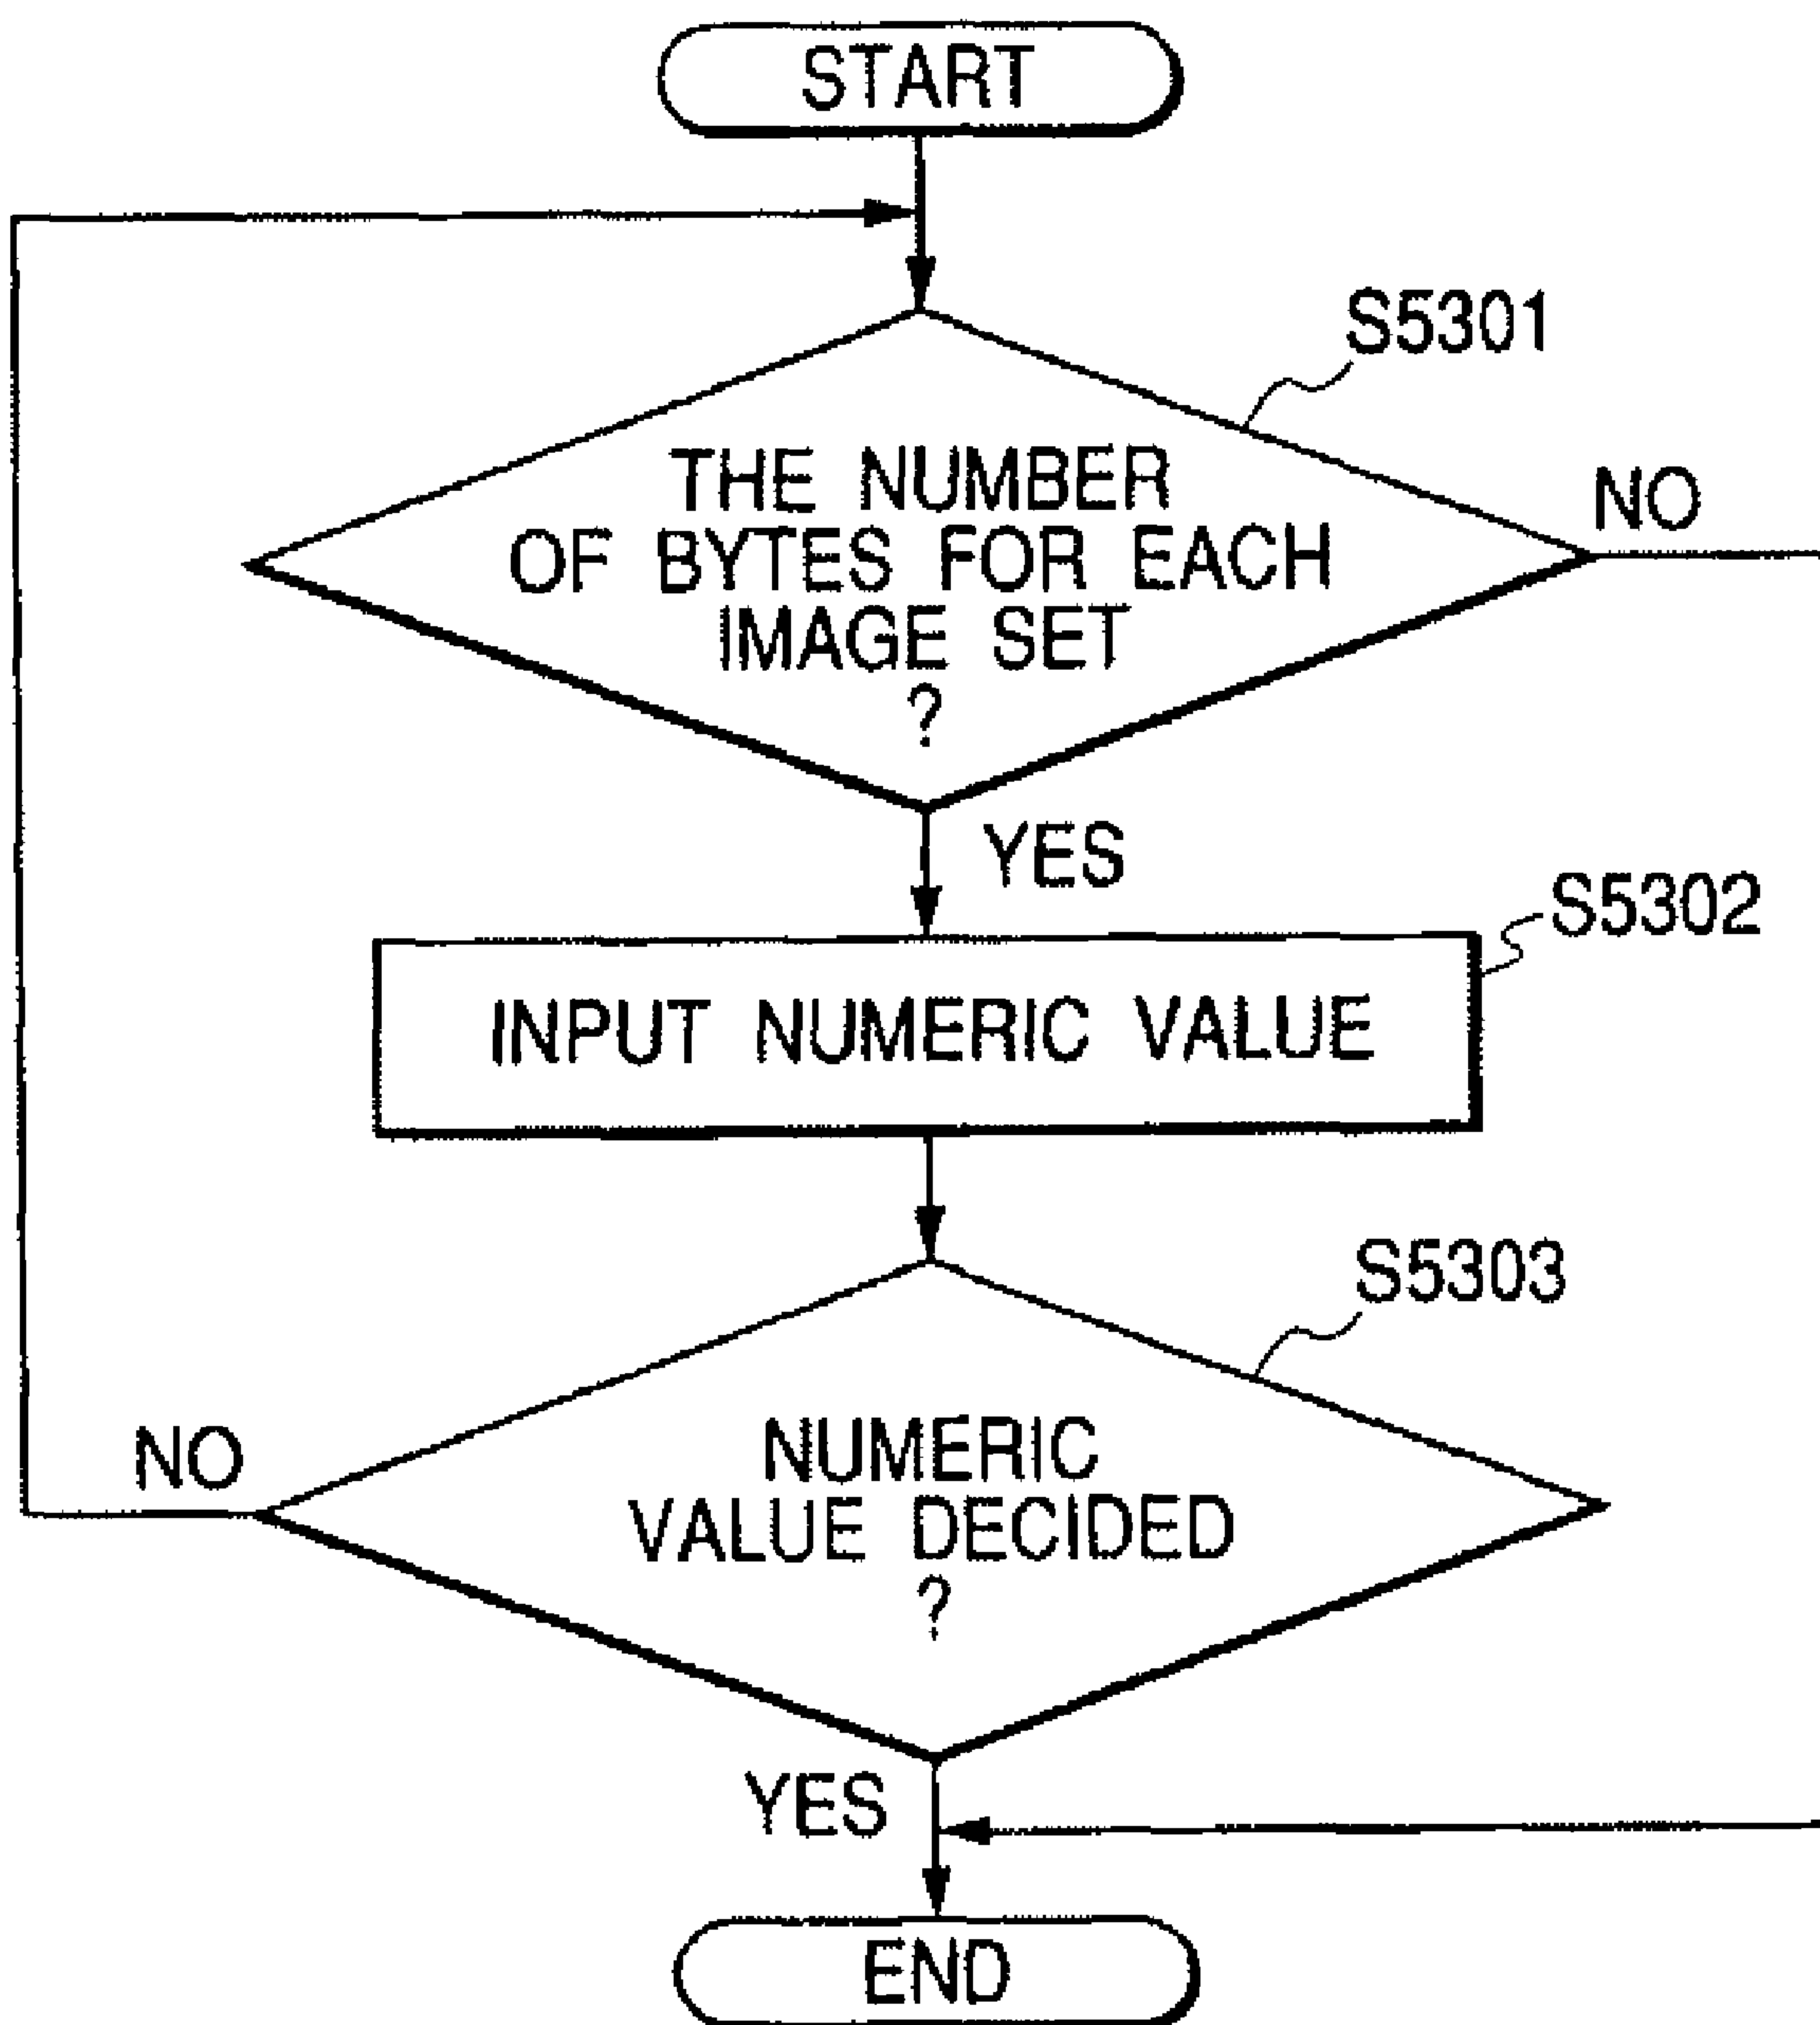 START
S5301
THE NUMBER
OF BYTES FOR EACH
IMAGE SET
?
NO
YES
S5302
INPUT NUMERIC VALUE
S5303
NUMERIC
VALUE DECIDED
?
NO
YES
END